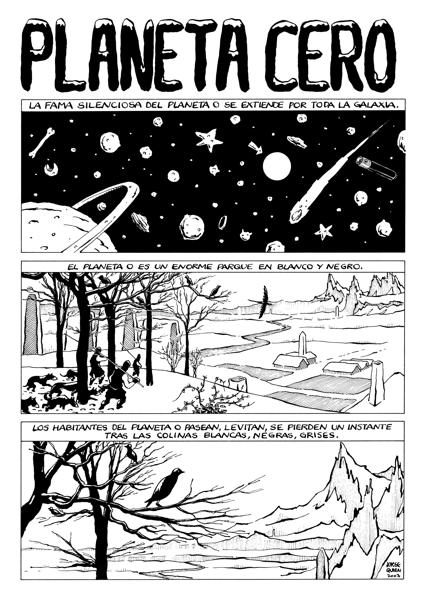 PLANETA CERO
LA FAMA SILENCIOSA DEL PLANETA 0 SE EXTIENDE POR TODA LA GALAXIA.
EL PLANETA 0 ES UN ENORME PARQUE EN BLANCO Y NEGRO.
LOS HABITANTES DEL PLANETA 0 PASEAN, LEVITAN, SE PIERDEN UN INSTANTE
TRAS LAS COLINAS BLANCAS, NEGRAS, GRISES.
JORGE